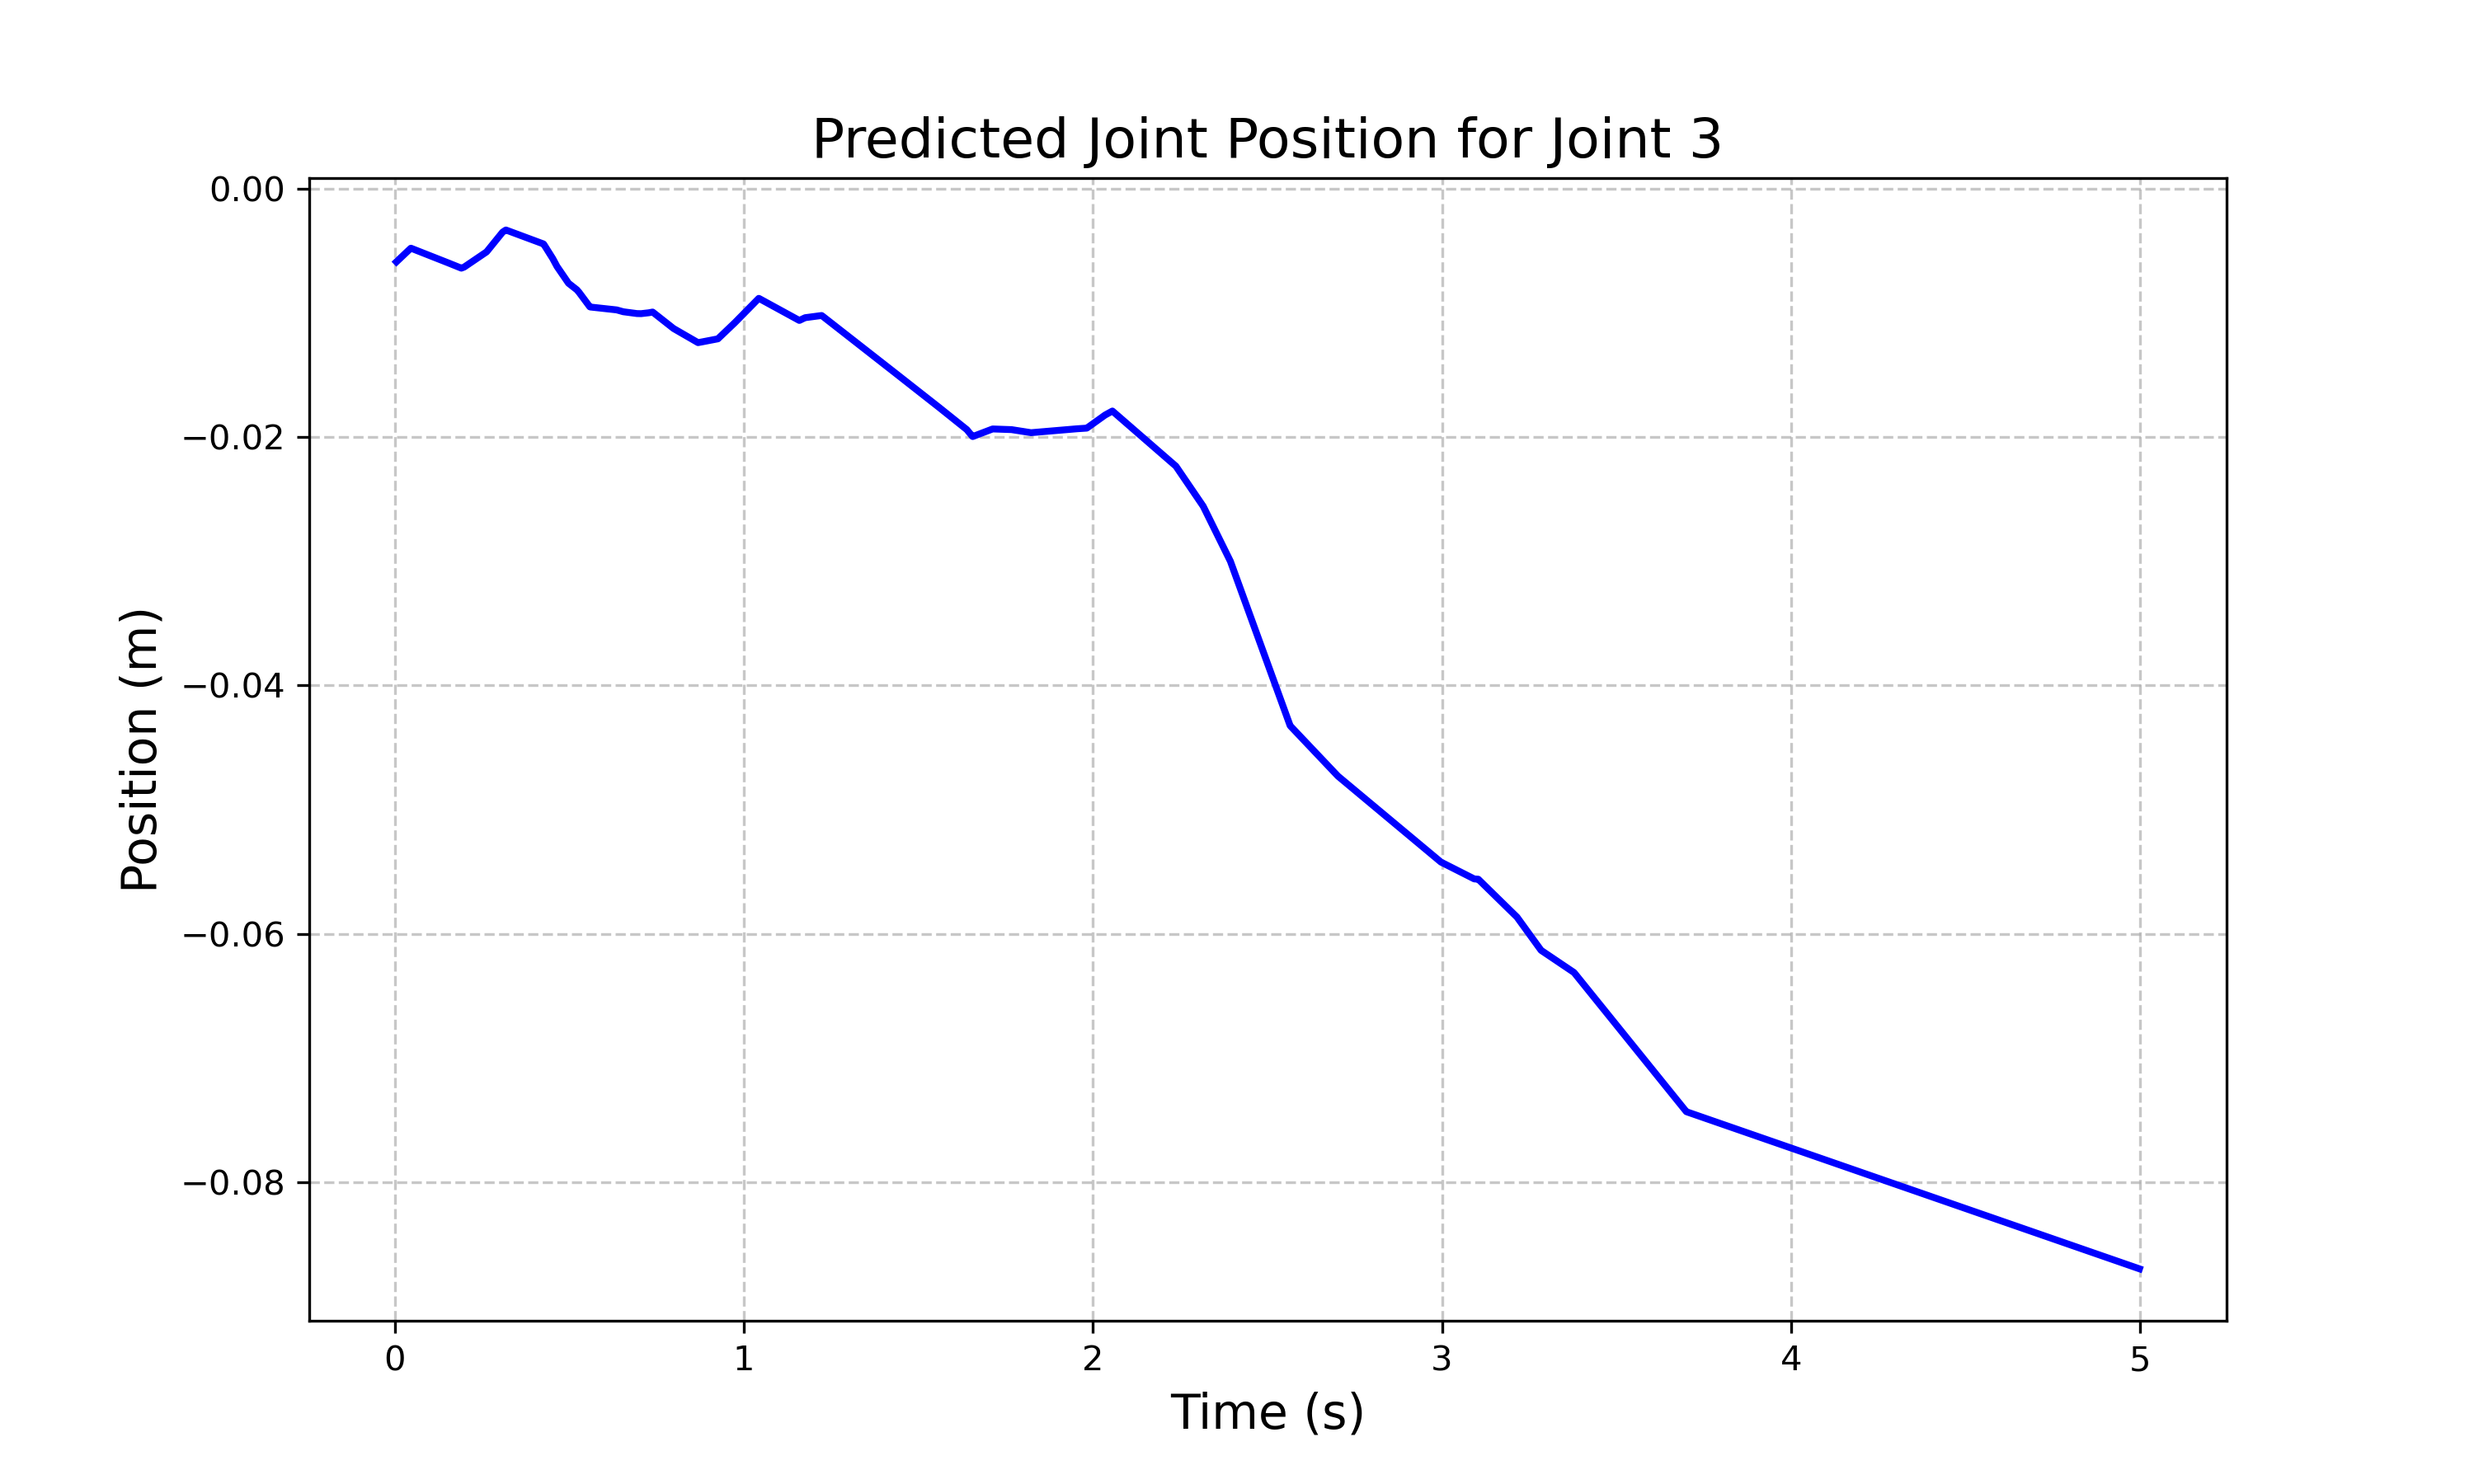 Predicted Joint Position for Joint 3
0.00
−0.02
−0.04
−0.06
−0.08
Position (m)
0 1 2 3 4 5
Time (s)